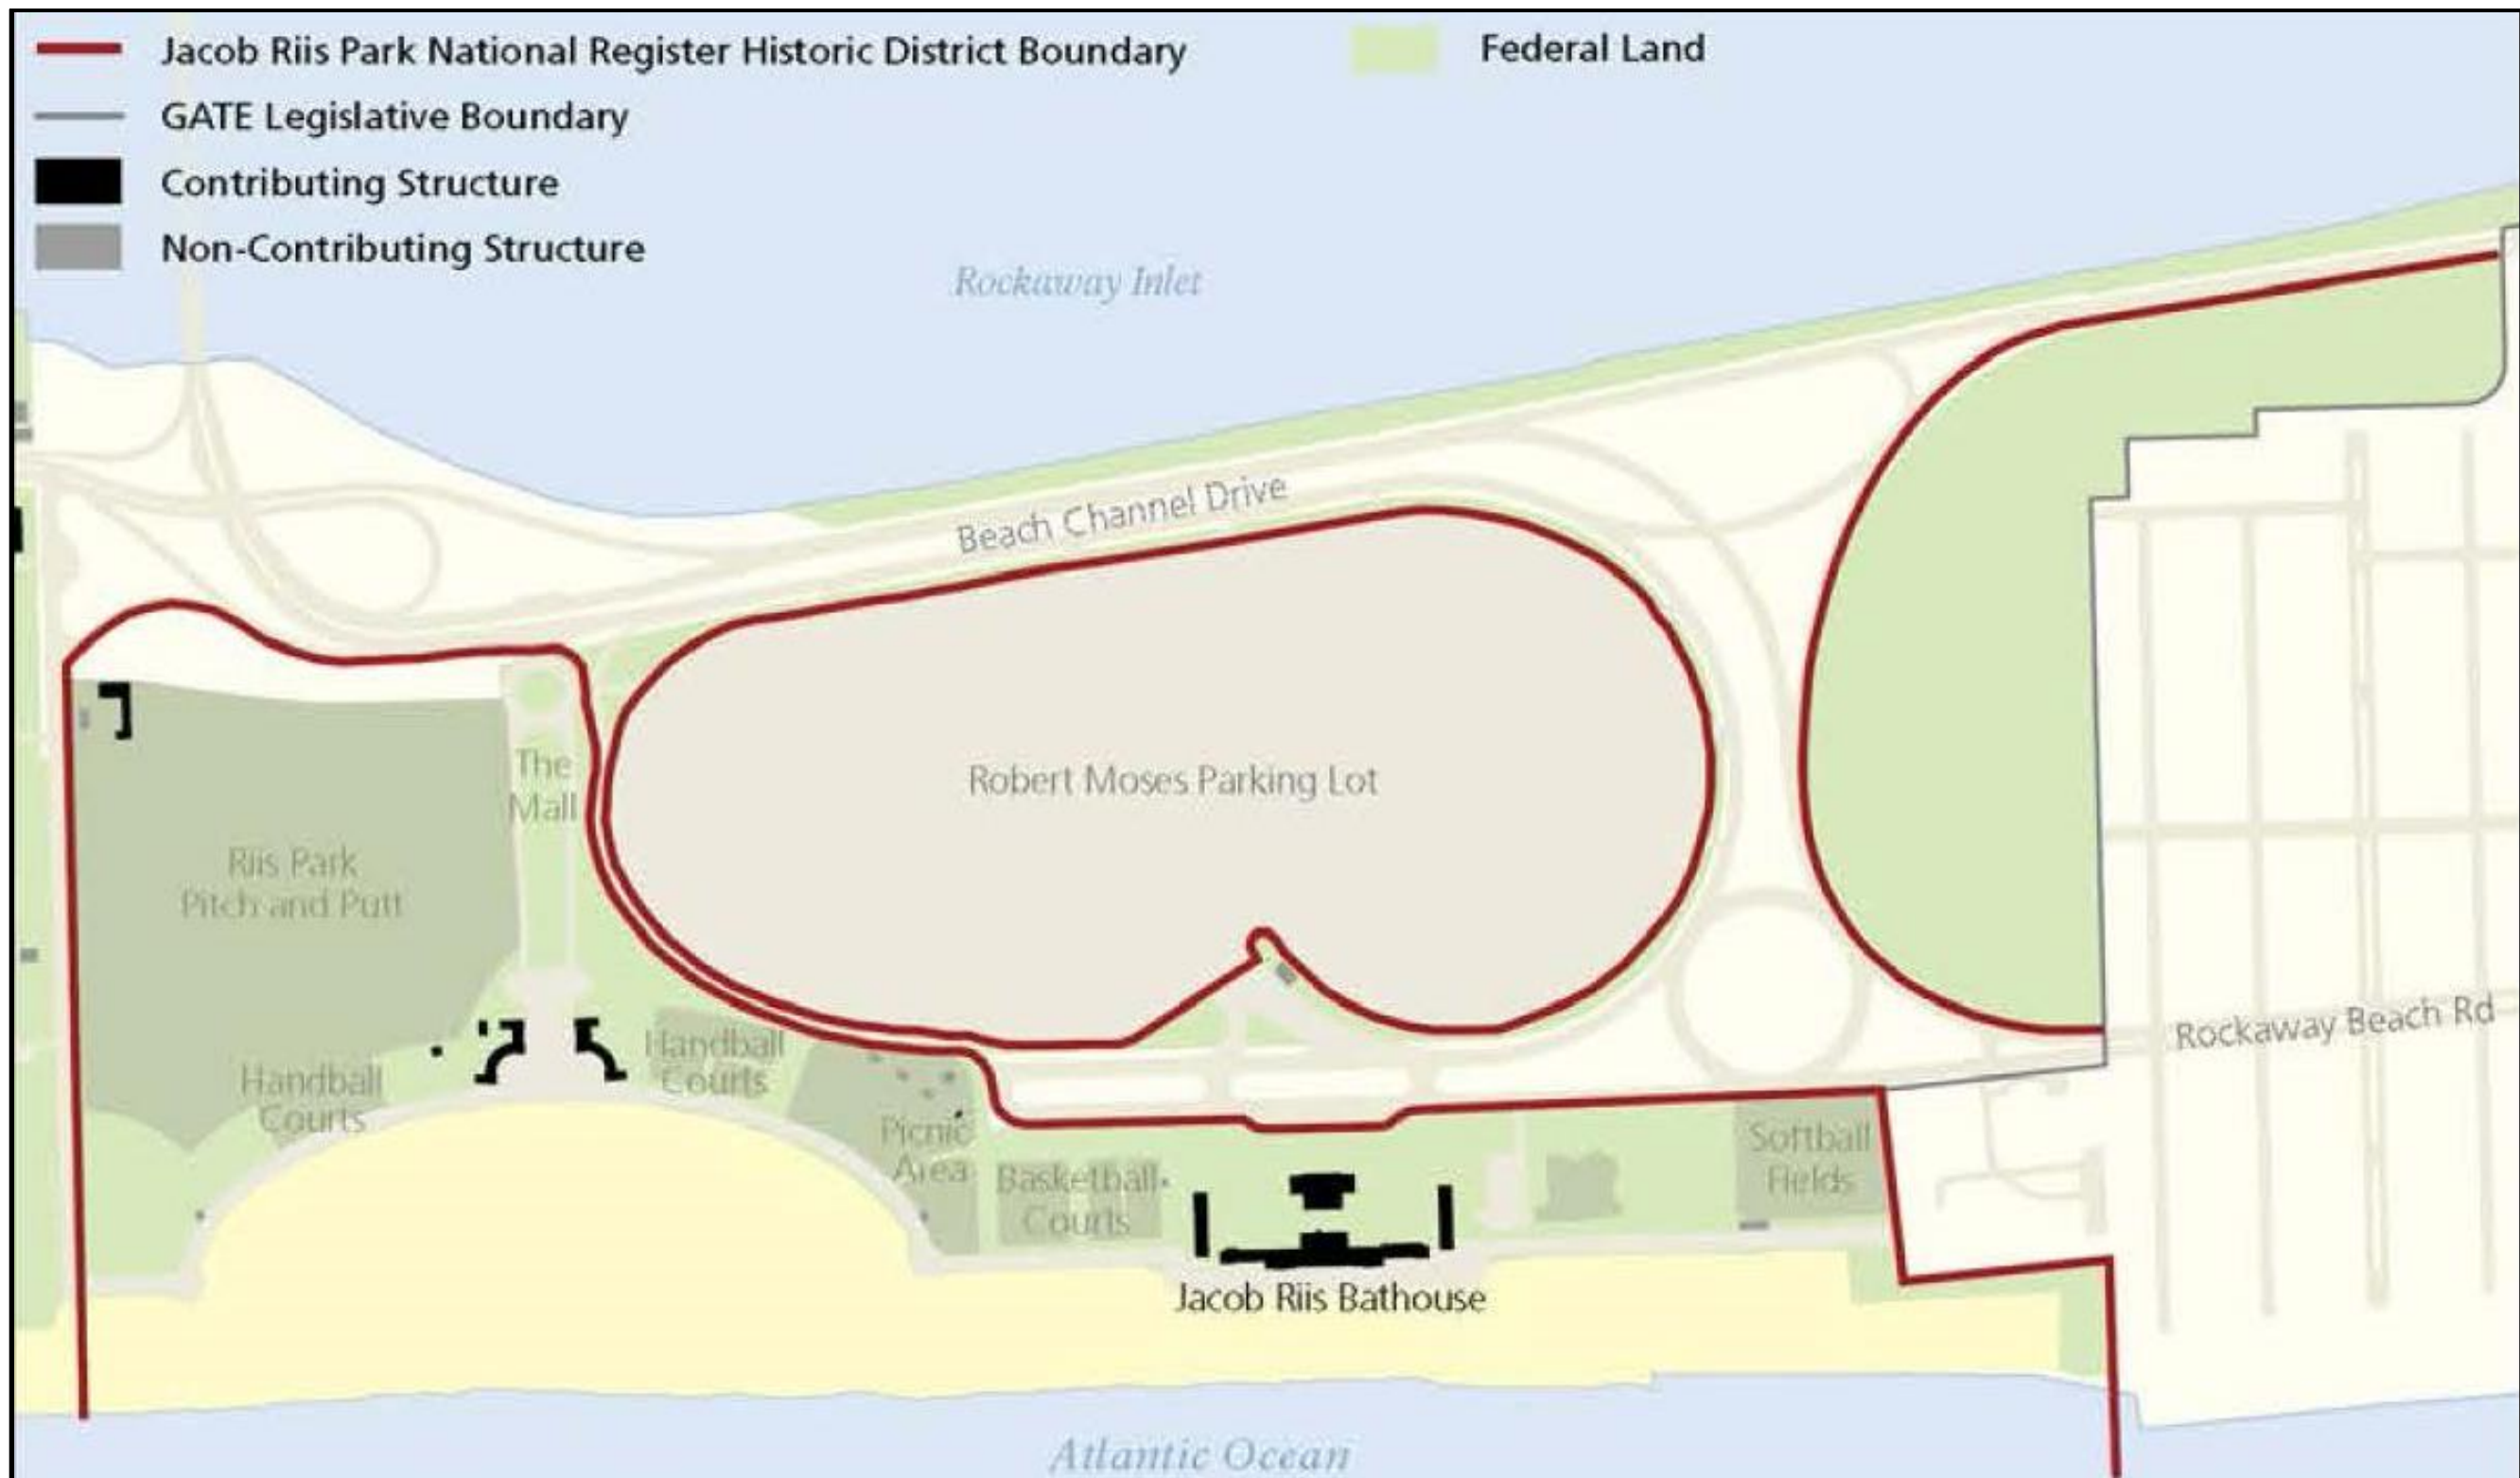 Jacob Riis Park National Register Historic District Boundary
Federal Land
GATE Legislative Boundary
Contributing Structure
Non-Contributing Structure
Rockaway Inlet
Beach Channel Drive
The
Mall
Robert Moses Parking Lot
Riis Park
Pitch and Putt
Rockaway Beach Rd
Handball
Courts
Handball
Courts
Picnic
Area
Basketball
Courts
Softball
Fields
Jacob Riis Bathouse
Atlantic Ocean